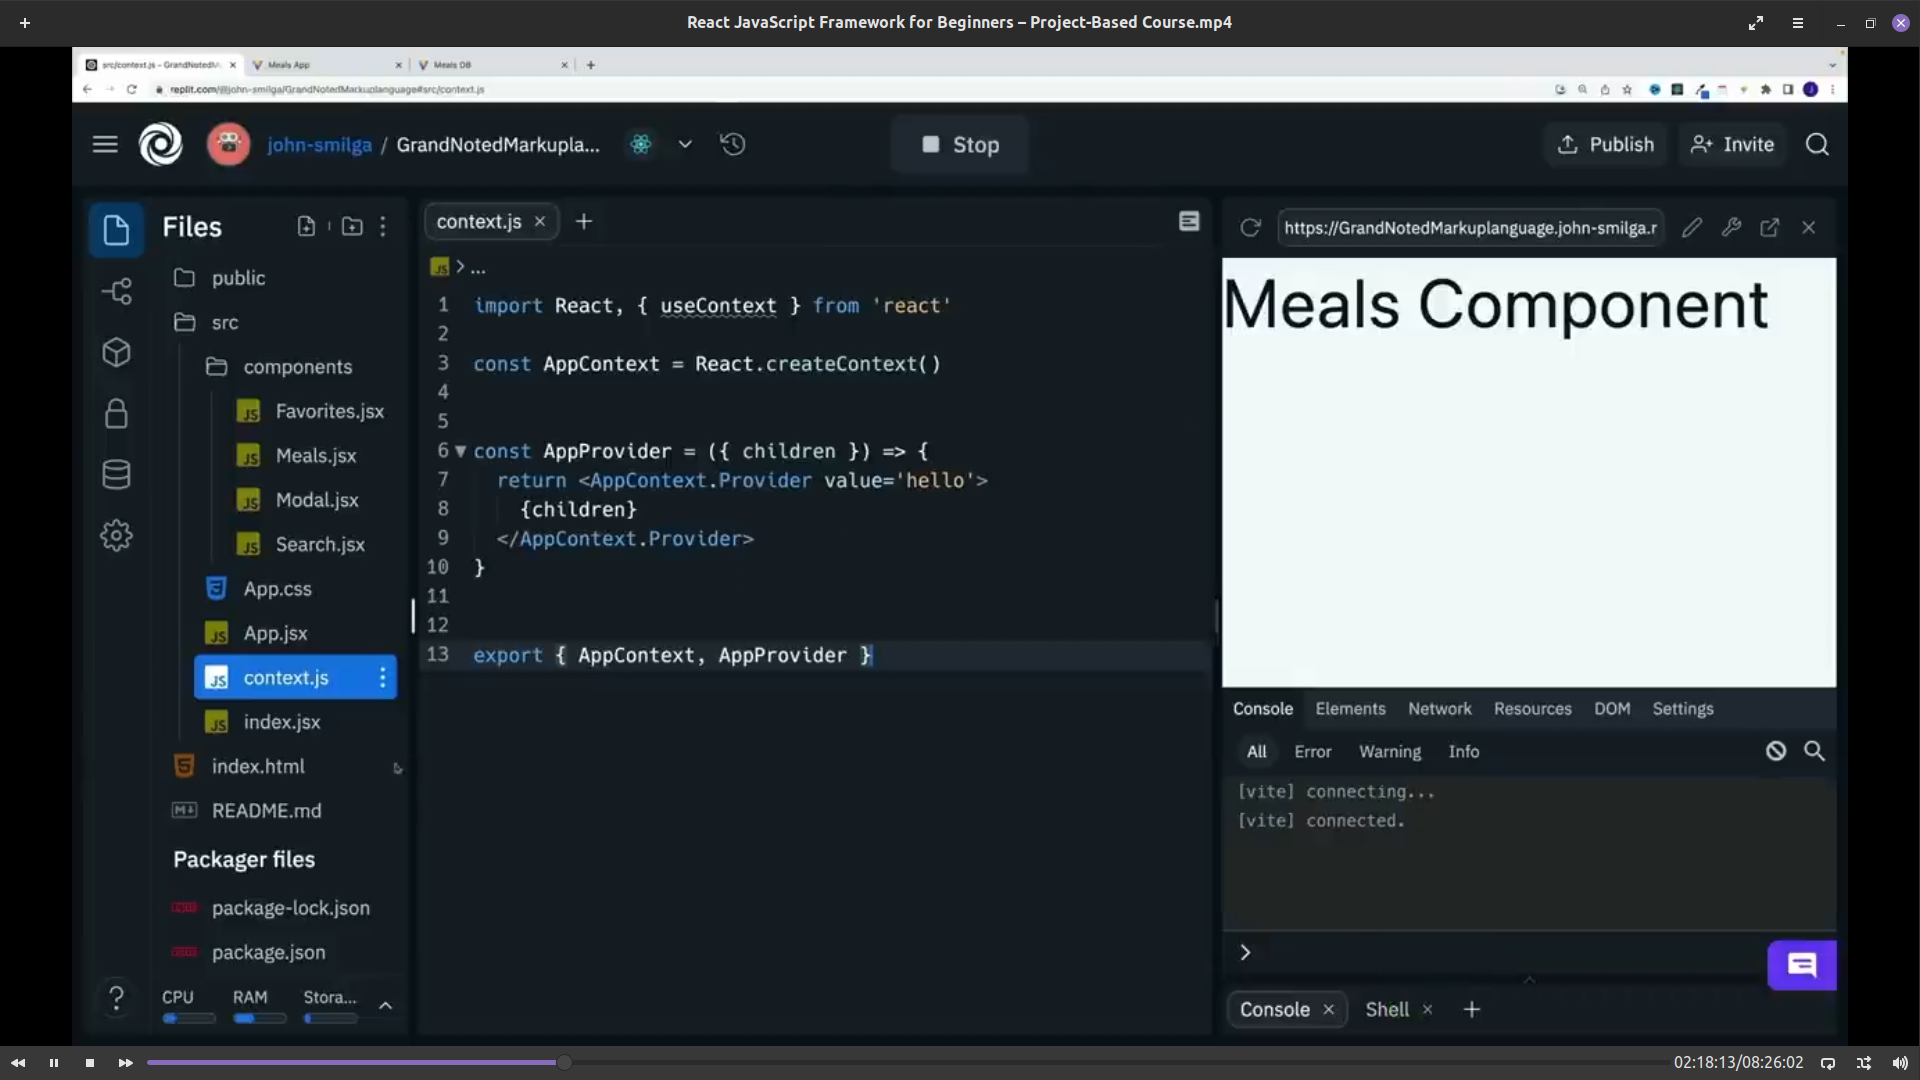 React JavaScript Framework for Beginners – Project-Based Course.mp4
src/context.js - GrandNotedM
Meals App
Meals DB
replit.com/@john-smilga/GrandNotedMarkuplanguage#src/context.js
john-smilga / GrandNotedMarkupla...
Stop
Publish
Invite
Files
public
src
components
Favorites.jsx
Meals.jsx
Modal.jsx
Search.jsx
App.css
App.jsx
context.js
index.jsx
index.html
README.md
Packager files
package-lock.json
package.json
CPU
RAM
Stora...
context.js
JS > ...
1 import React, { useContext } from 'react'
2
3 const AppContext = React.createContext()
4
5
6 const AppProvider = ({ children }) => {
7 return <AppContext.Provider value='hello'>
8 {children}
9 </AppContext.Provider>
10 }
11
12
13 export { AppContext, AppProvider }
https://GrandNotedMarkuplanguage.john-smilga.r
Meals Component
Console Elements Network Resources DOM Settings
All Error Warning Info
[vite] connecting...
[vite] connected.
Console
Shell
02:18:13/08:26:02